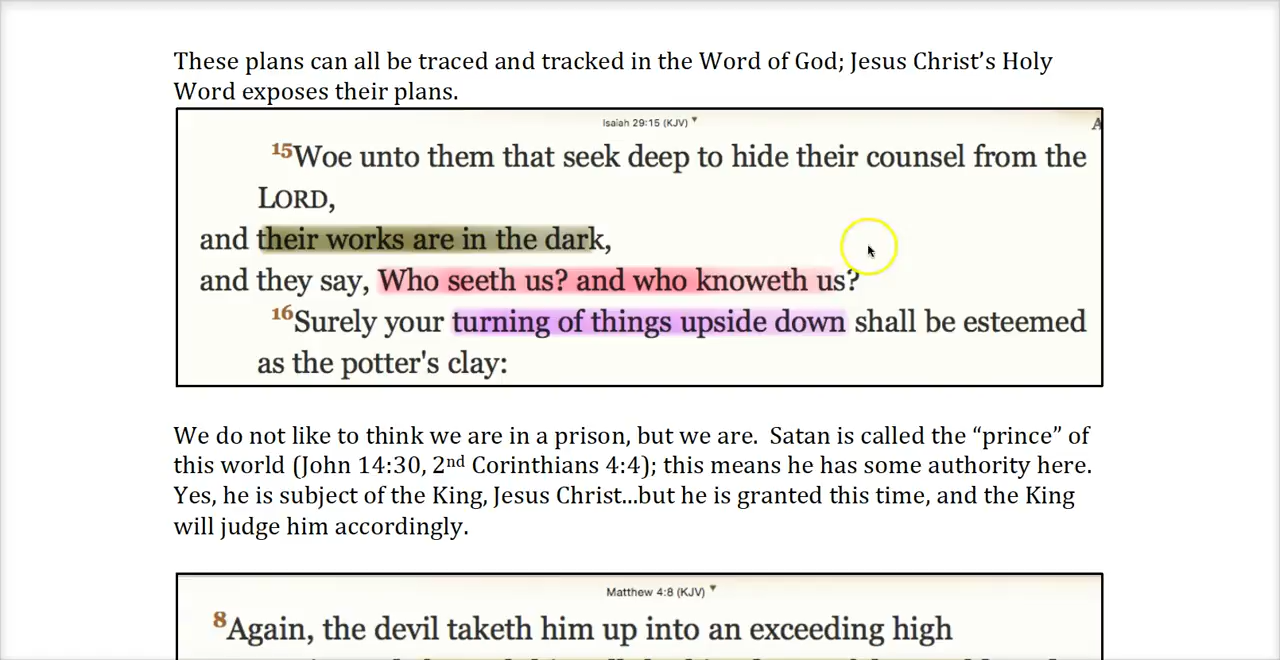 These plans can all be traced and tracked in the Word of God; Jesus Christ’s Holy
Word exposes their plans.
Isaiah 29:15 (KJV)
A
15Woe unto them that seek deep to hide their counsel from the
LORD,
and their works are in the dark,
and they say, Who seeth us? and who knoweth us?
16Surely your turning of things upside down shall be esteemed
as the potter's clay:
We do not like to think we are in a prison, but we are.  Satan is called the “prince” of
this world (John 14:30, 2nd Corinthians 4:4); this means he has some authority here.
Yes, he is subject of the King, Jesus Christ…but he is granted this time, and the King
will judge him accordingly.
Matthew 4:8 (KJV)
8Again, the devil taketh him up into an exceeding high